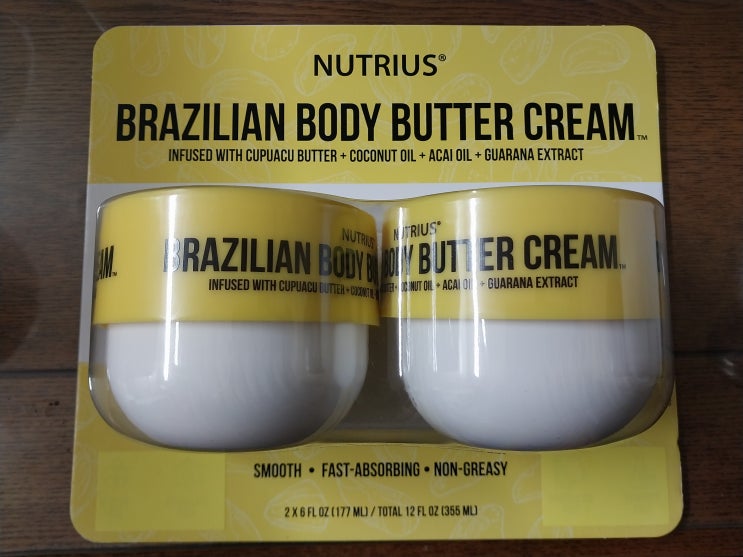 NUTRIUS®
BRAZILIAN BODY BUTTER CREAM™
INFUSED WITH CUPUACU BUTTER + COCONUT OIL + ACAI OIL + GUARANA EXTRACT
AM™
NUTRIUS
BRAZILIAN BODY B
INFUSED WITH CUPUACU BUTTER + COCONUT
NUTRIUS®
BODY BUTTER CREAM™
COCONUT OIL + ACAI OIL + GUARANA EXTRACT
SMOOTH • FAST-ABSORBING • NON-GREASY
2 X 6 FL OZ (177 ML) / TOTAL 12 FL OZ (355 ML)